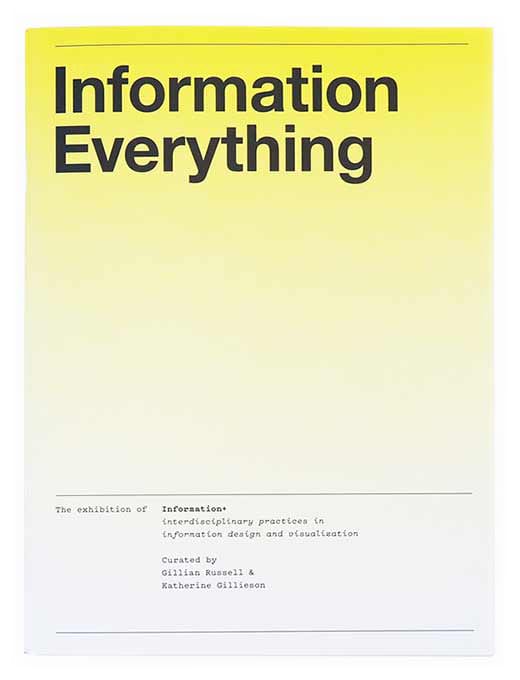 Information
Everything
The exhibition of Information+
interdisciplinary practices in
information design and visualization
Curated by
Gillian Russell &
Katherine Gillieson